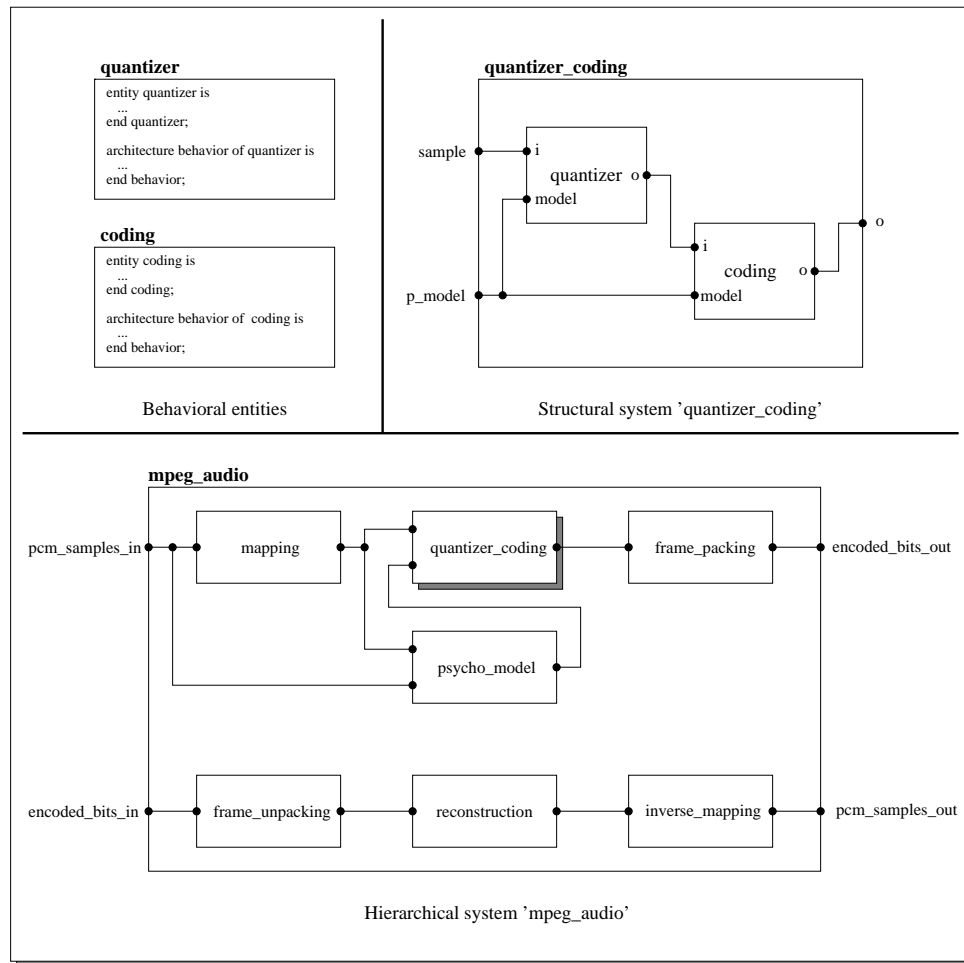 quantizer
entity quantizer is
...
end quantizer;
architecture behavior of quantizer is
...
end behavior;
coding
entity coding is
...
end coding;
architecture behavior of coding is
...
end behavior;
Behavioral entities
quantizer_coding
sample
i
quantizer
o
model
i
o
coding
o
p_model
model
Structural system ’quantizer_coding’
mpeg_audio
pcm_samples_in
mapping
quantizer_coding
frame_packing
encoded_bits_out
psycho_model
encoded_bits_in
frame_unpacking
reconstruction
inverse_mapping
pcm_samples_out
Hierarchical system ’mpeg_audio’